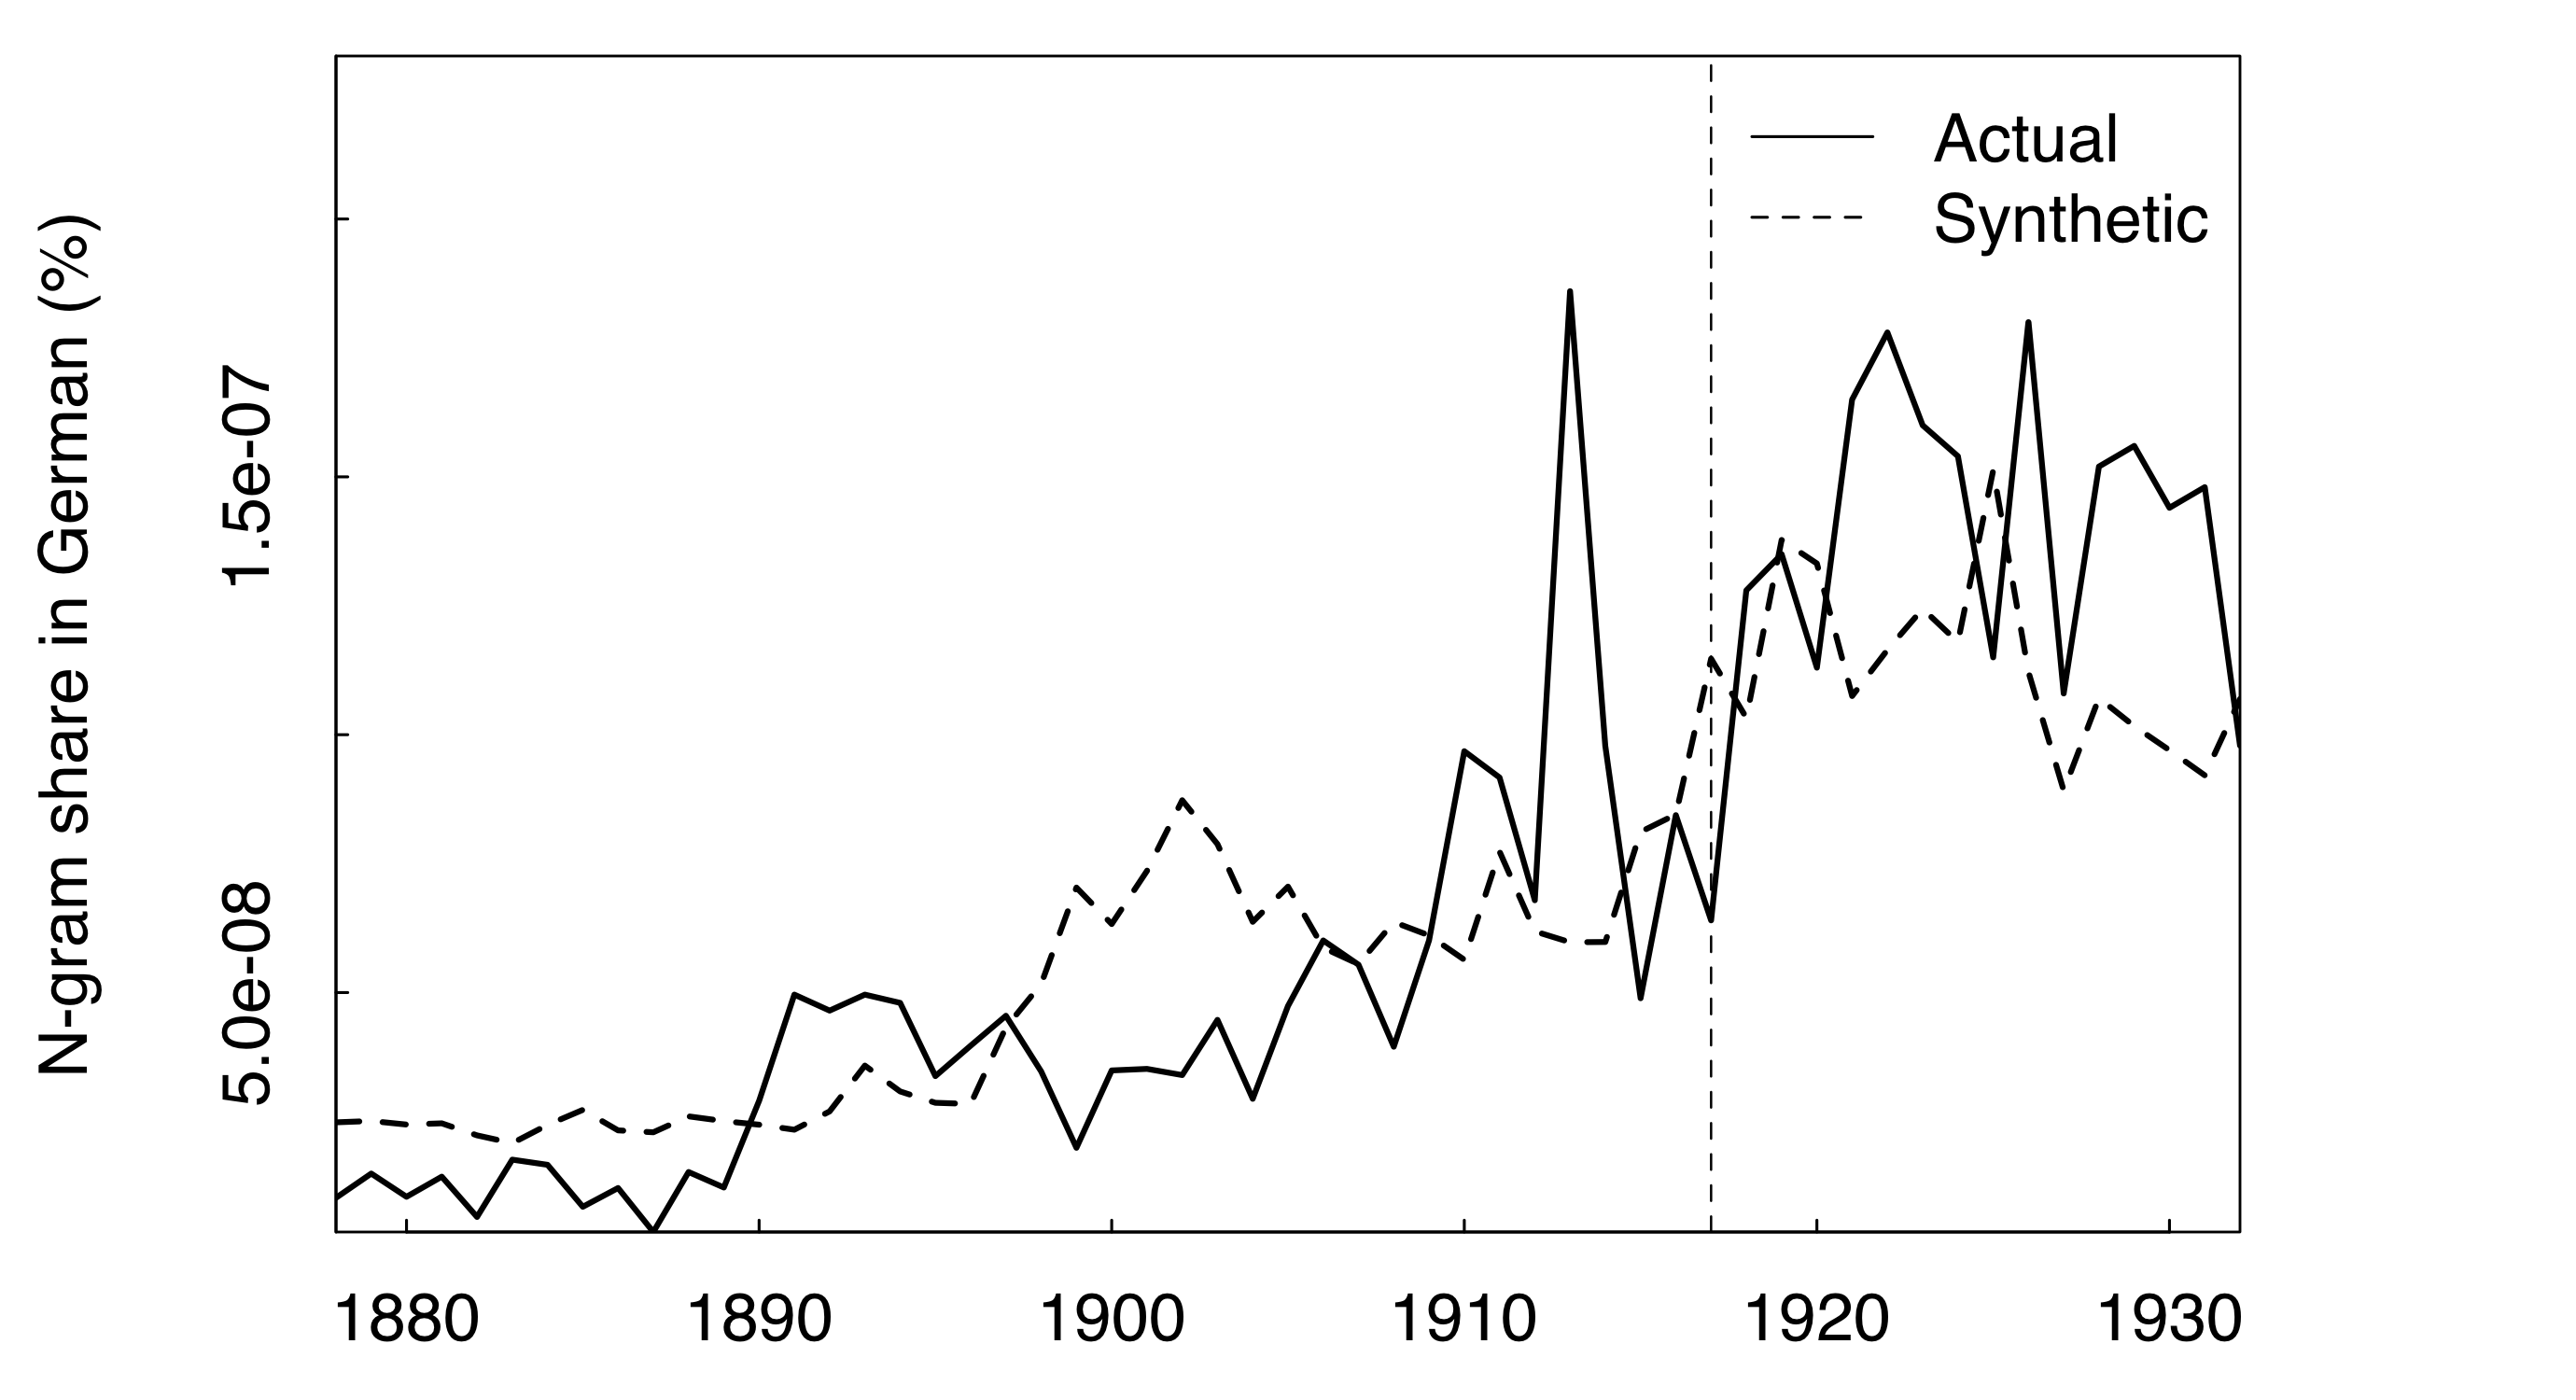 N-gram share in German (%)
1.5e-07
5.0e-08
Actual
Synthetic
1880 1890 1900 1910 1920 1930